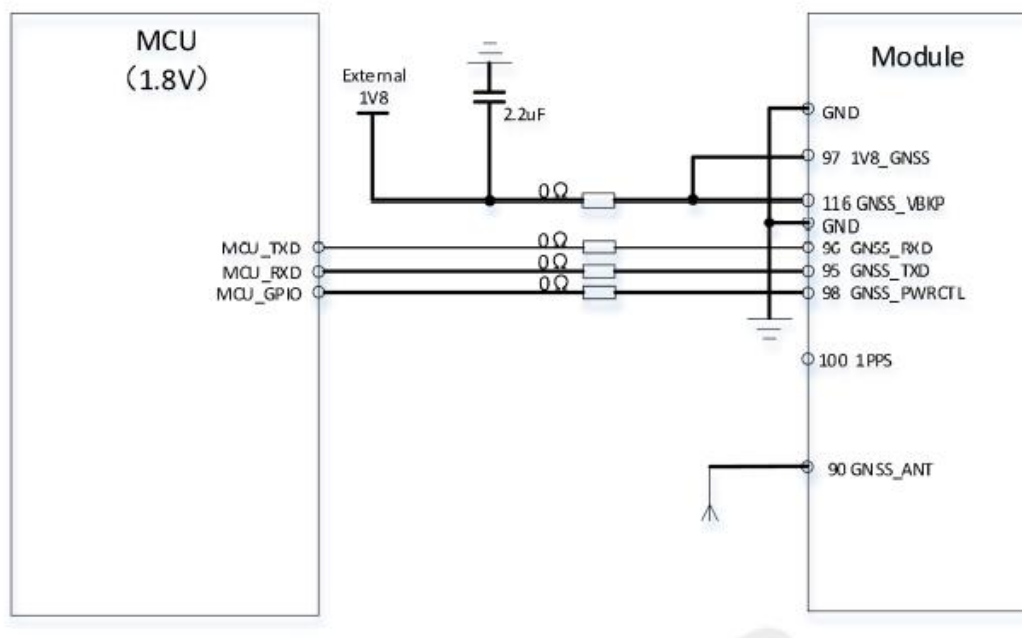 MCU
（1.8V）
Module
External
1V8
2.2uF
GND
97 1V8_GNSS
0Ω
116 GNSS_VBKP
GND
MCU_TXD
0Ω
96 GNSS_RXD
MCU_RXD
0Ω
95 GNSS_TXD
MCU_GPIO
0Ω
98 GNSS_PWRCTL
100 1PPS
90 GNSS_ANT